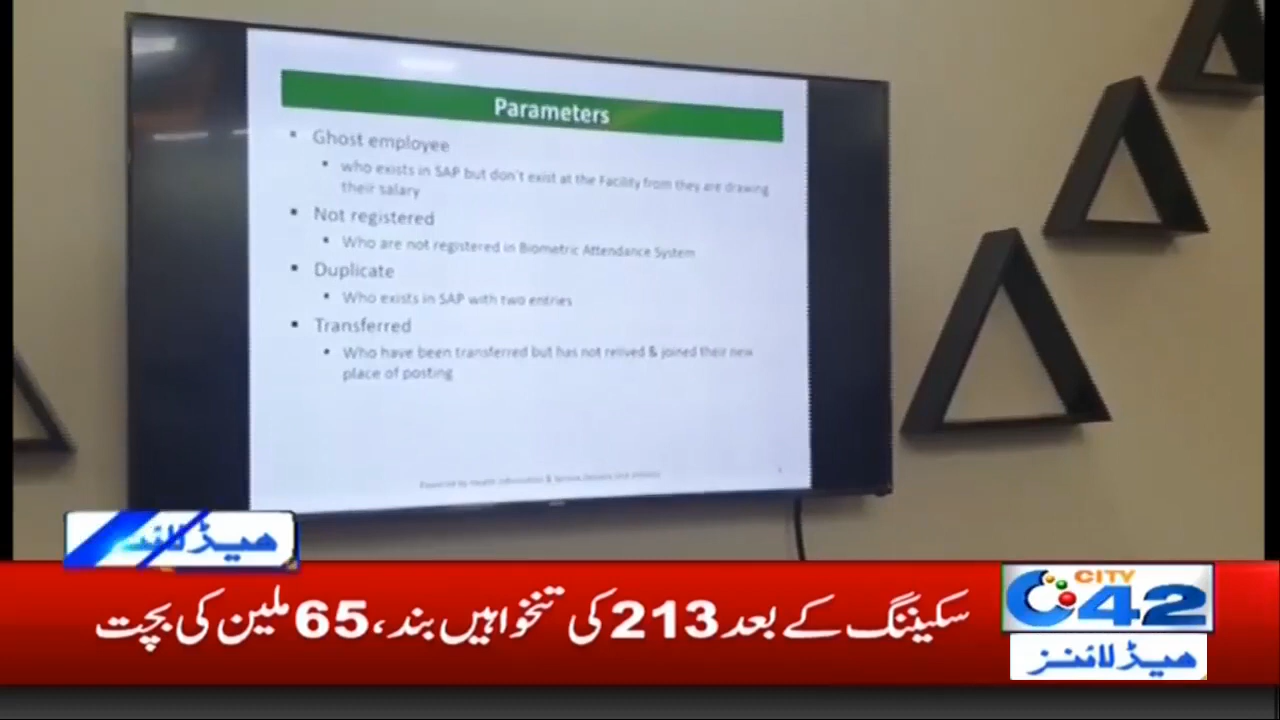 Parameters
Ghost employee
who exists in SAP but don't exist at the Facility from they are drawing
their salary
Not registered
Who are not registered in Biometric Attendance System
Duplicate
Who exists in SAP with two entries
Transferred
Who have been transferred but has not relived & joined their new
place of posting
ہیڈلائنز
CITY
42
سکیننگ کے بعد 213 کی تنخواہیں بند، 65 ملین کی بچت
ہیڈلائنز